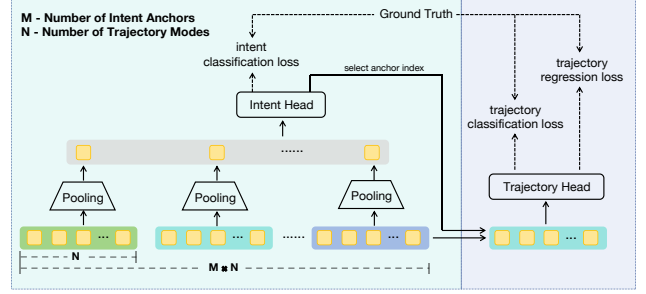 M - Number of Intent Anchors
N - Number of Trajectory Modes
Ground Truth
intent
classification loss
select anchor index
trajectory
regression loss
Intent Head
trajectory
classification loss
......
Pooling
Pooling
Pooling
Trajectory Head
...
...
......
...
...
N
M * N